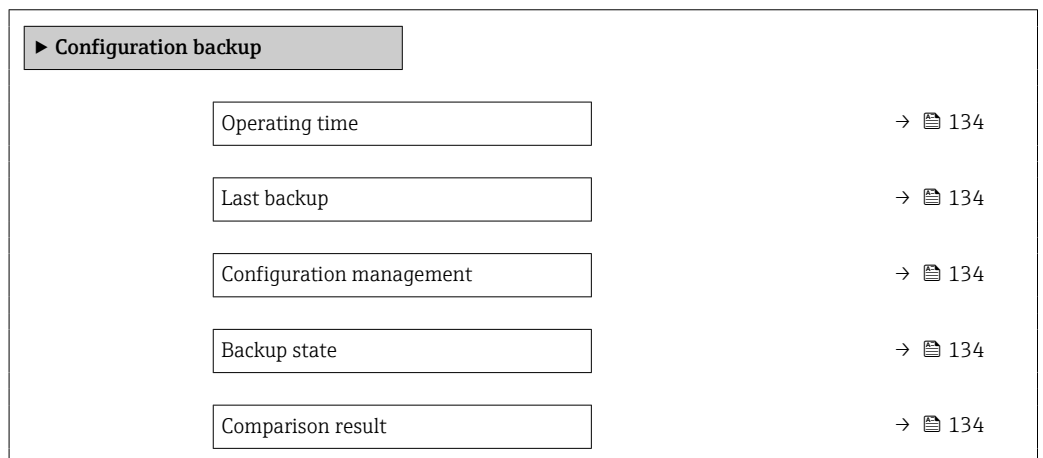 ▶ Configuration backup
Operating time → 134
Last backup → 134
Configuration management → 134
Backup state → 134
Comparison result → 134